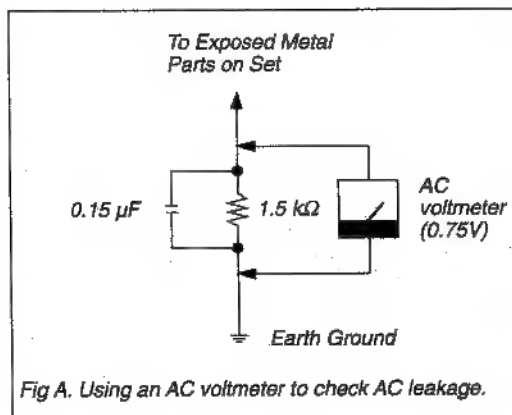 To Exposed Metal
Parts on Set
0.15 µF
1.5 kΩ
AC
voltmeter
(0.75V)
Earth Ground
Fig A. Using an AC voltmeter to check AC leakage.